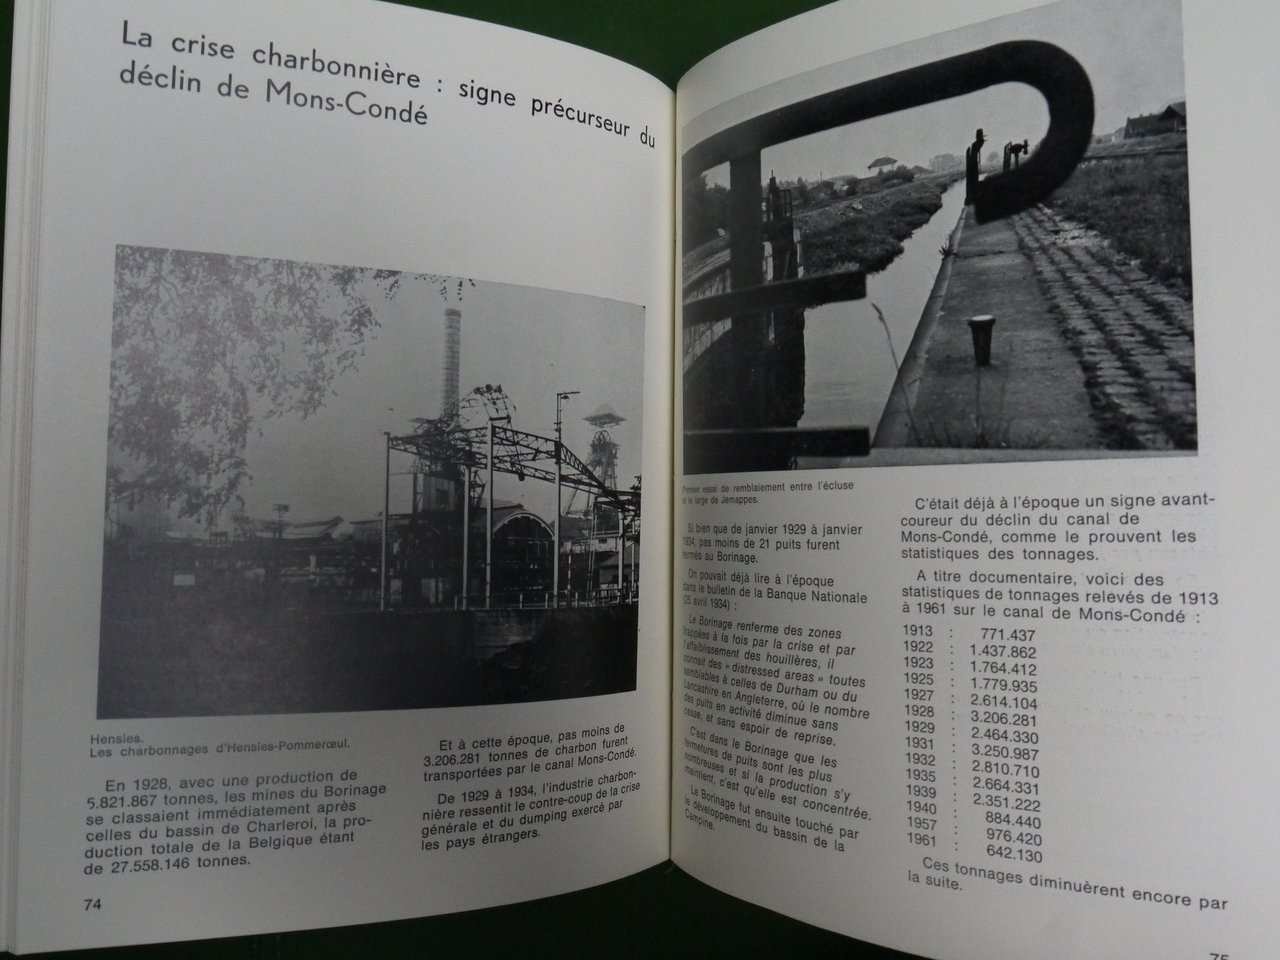 La crise charbonnière : signe précurseur du
déclin de Mons-Condé
Hensies.
Les charbonnages d'Hensies-Pommerœul.
En 1928, avec une production de
5.821.867 tonnes, les mines du Borinage
se classaient immédiatement après
celles du bassin de Charleroi, la pro-
duction totale de la Belgique étant
de 27.558.146 tonnes.
Et à cette époque, pas moins de
3.206.281 tonnes de charbon furent
transportées par le canal Mons-Condé.
De 1929 à 1934, l'industrie charbon-
nière ressentit le contre-coup de la crise
générale et du dumping exercé par
les pays étrangers.
74
Premier essai de remblaiement entre l'écluse
et le large de Jemappes.
Si bien que de janvier 1929 à janvier
1934, pas moins de 21 puits furent
fermés au Borinage.
On pouvait déjà lire à l'époque
dans le bulletin de la Banque Nationale
(25 avril 1934) :
Le Borinage renferme des zones
frappées à la fois par la crise et par
l'affaiblissement des houillères, il
connaît des « distressed areas » toutes
semblables à celles de Durham ou du
Lancashire en Angleterre, où le nombre
des puits en activité diminue sans
cesse, et sans espoir de reprise.
C'est dans le Borinage que les
fermetures de puits sont les plus
nombreuses et si la production s'y
maintient, c'est qu'elle est concentrée.
Le Borinage fut ensuite touché par
le développement du bassin de la
Campine.
C'était déjà à l'époque un signe avant-
coureur du déclin du canal de
Mons-Condé, comme le prouvent les
statistiques des tonnages.
A titre documentaire, voici des
statistiques de tonnages relevés de 1913
à 1961 sur le canal de Mons-Condé :
1913 : 771.437
1922 : 1.437.862
1923 : 1.764.412
1925 : 1.779.935
1927 : 2.614.104
1928 : 3.206.281
1929 : 2.464.330
1931 : 3.250.987
1932 : 2.810.710
1935 : 2.664.331
1939 : 2.351.222
1940 : 884.440
1957 : 976.420
1961 : 642.130
Ces tonnages diminuèrent encore par
la suite.
75